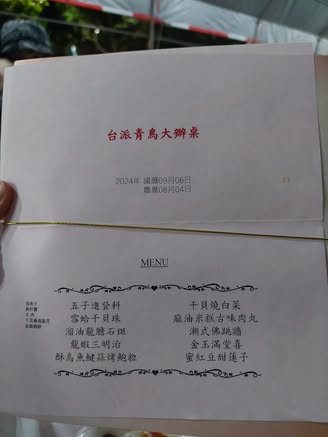 台派青鳥大辦桌
2024年 國曆09月06日
農曆08月04日
MENU
烏魚子
五子進登科
雪蛤干貝珠
溜油龍膽石斑
龍蝦三明治
酥烏魚鰎蒜烤鮑粒
干貝燒白菜
麻油米糕古味肉丸
潮式佛跳牆
金玉滿堂喜
蜜紅豆甜蓮子